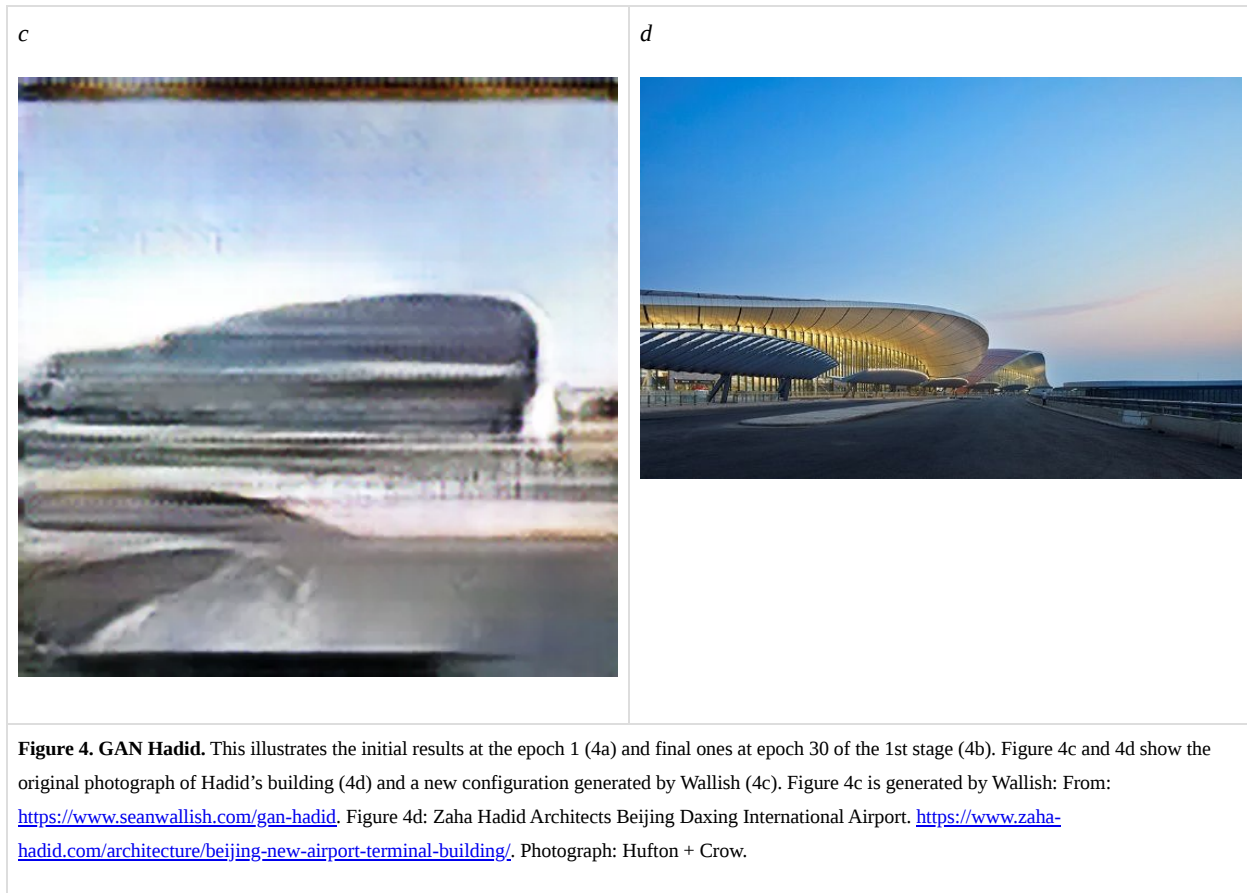 c
d
Figure 4. GAN Hadid. This illustrates the initial results at the epoch 1 (4a) and final ones at epoch 30 of the 1st stage (4b). Figure 4c and 4d show the
original photograph of Hadid’s building (4d) and a new configuration generated by Wallish (4c). Figure 4c is generated by Wallish: From:
https://www.seanwallish.com/gan-hadid. Figure 4d: Zaha Hadid Architects Beijing Daxing International Airport. https://www.zaha-
hadid.com/architecture/beijing-new-airport-terminal-building/. Photograph: Hufton + Crow.